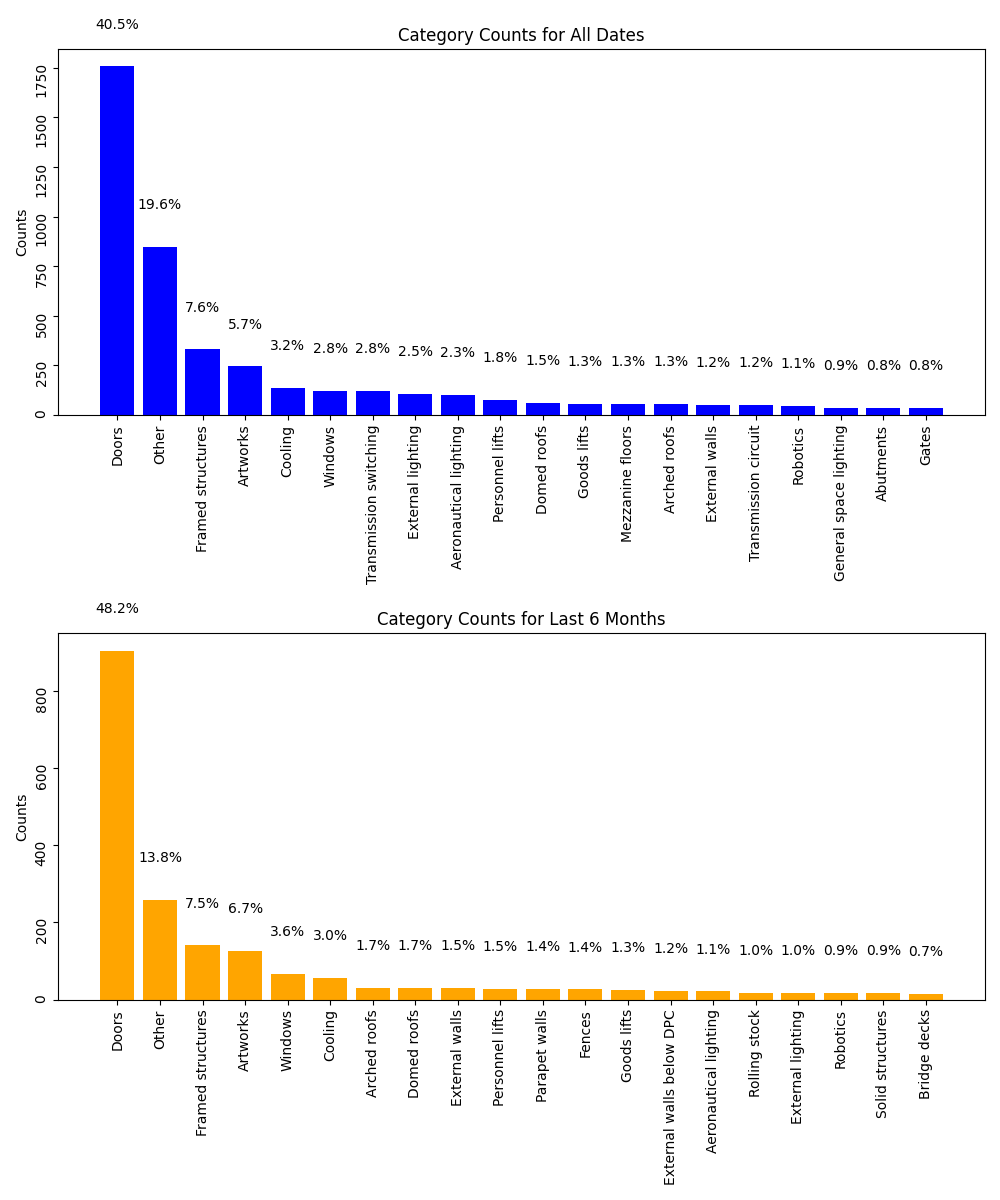 40.5%
Category Counts for All Dates
Counts
1750
1500
1250
1000
750
500
250
0
19.6%
7.6%
5.7%
3.2%
2.8%
2.8%
2.5%
2.3%
1.8%
1.5%
1.3%
1.3%
1.3%
1.2%
1.2%
1.1%
0.9%
0.8%
0.8%
Doors
Other
Framed structures
Artworks
Cooling
Windows
Transmission switching
External lighting
Aeronautical lighting
Personnel lifts
Domed roofs
Goods lifts
Mezzanine floors
Arched roofs
External walls
Transmission circuit
Robotics
General space lighting
Abutments
Gates
48.2%
Category Counts for Last 6 Months
Counts
800
600
400
200
0
13.8%
7.5%
6.7%
3.6%
3.0%
1.7%
1.7%
1.5%
1.5%
1.4%
1.4%
1.3%
1.2%
1.1%
1.0%
1.0%
0.9%
0.9%
0.7%
Doors
Other
Framed structures
Artworks
Windows
Cooling
Arched roofs
Domed roofs
External walls
Personnel lifts
Parapet walls
Fences
Goods lifts
External walls below DPC
Aeronautical lighting
Rolling stock
External lighting
Robotics
Solid structures
Bridge decks